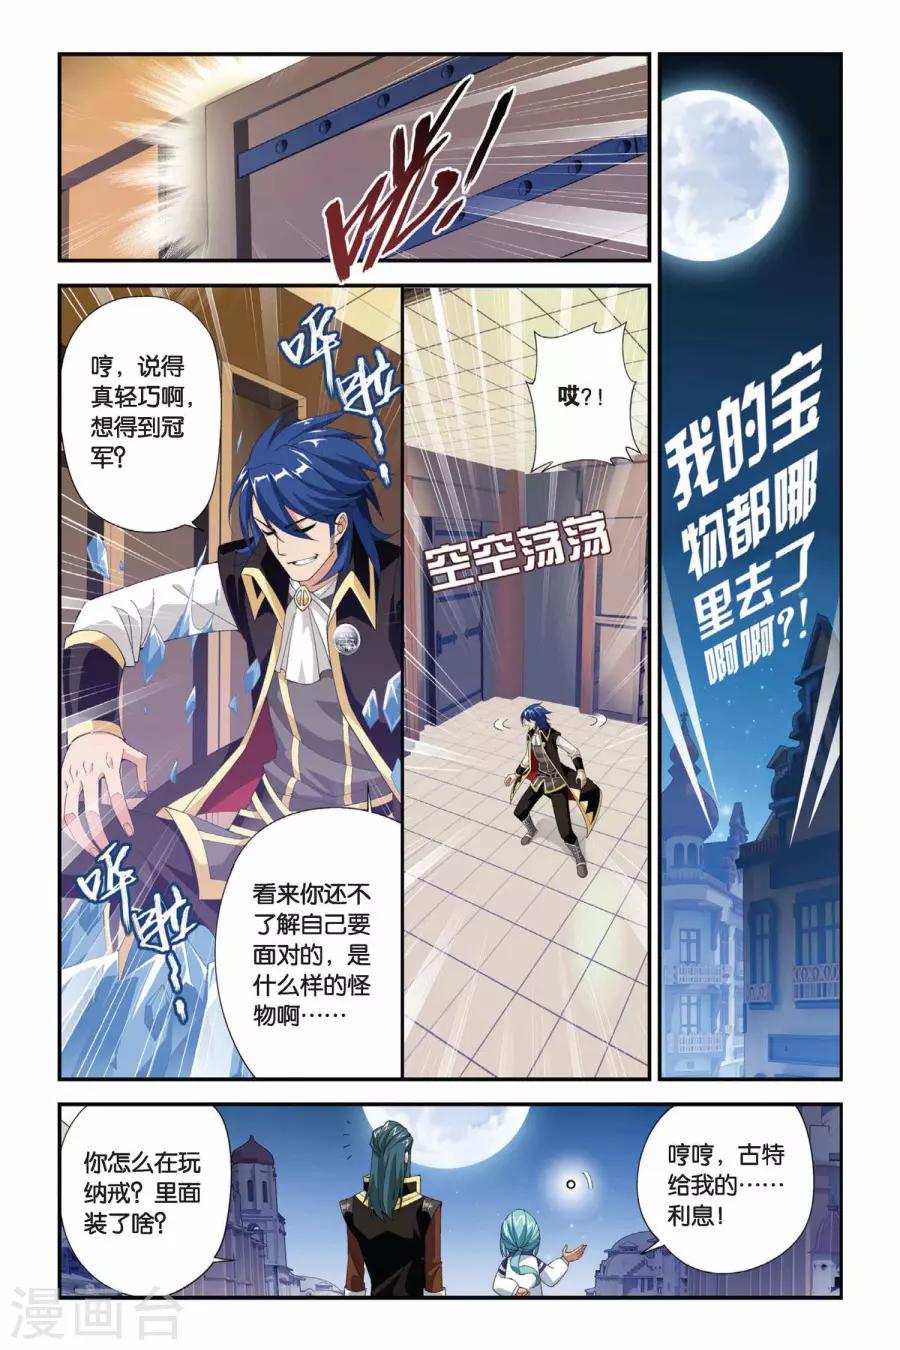 咣！
哼，说得
真轻巧啊，
想得到冠
军？
哗啦！
哗啦！
看来你还不
了解自己要
面对的，是
什么样的怪
物啊……
哎？！
空空荡荡
我的宝
物都哪
里去了
啊啊？！
你怎么在玩
纳戒？里面
装了啥？
哼哼，古特
给我的……
利息！
漫画台